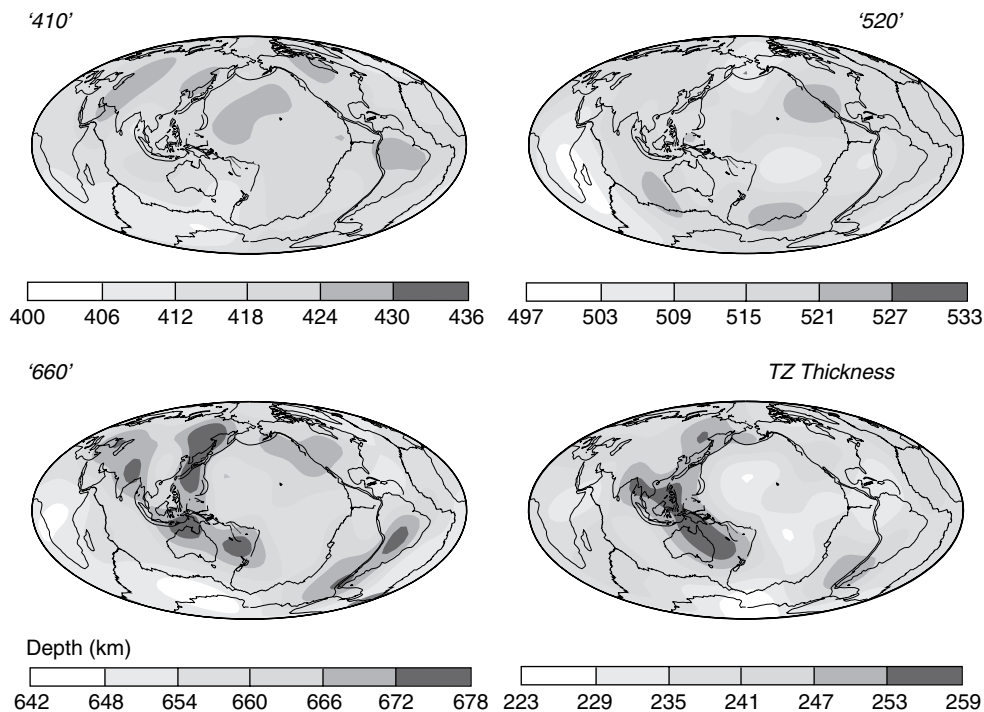 ‘410’
‘520’
400 406 412 418 424 430 436
497 503 509 515 521 527 533
‘660’
TZ Thickness
Depth (km)
642 648 654 660 666 672 678
223 229 235 241 247 253 259